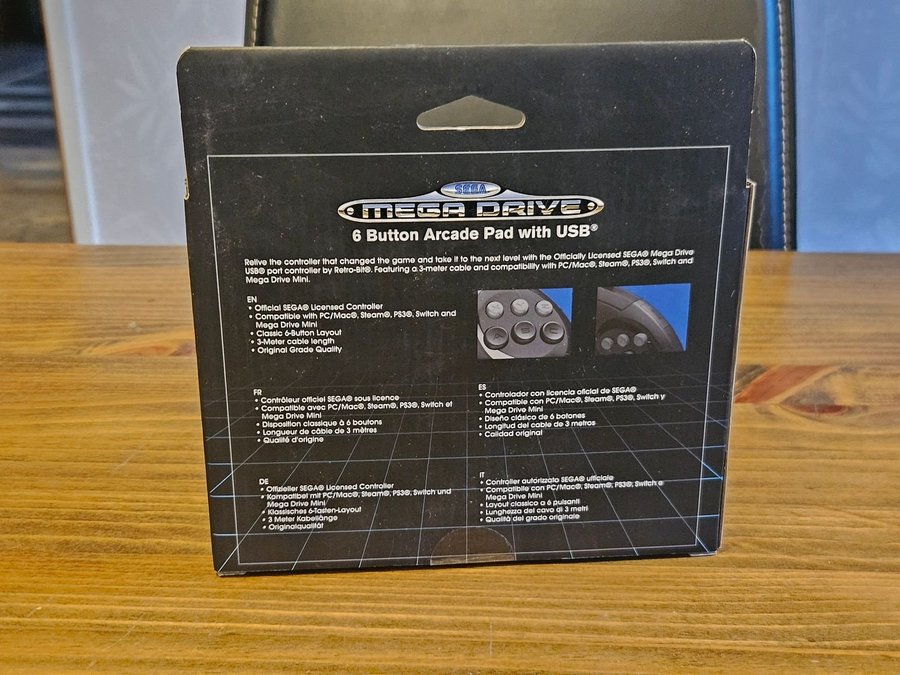 SEGA
MEGA DRIVE
6 Button Arcade Pad with USB®
Relive the controller that changed the game and take it to the next level with the Officially Licensed SEGA® Mega Drive
USB® port controller by Retro-Bit®. Featuring a 3-meter cable and compatibility with PC/Mac®, Steam®, PS3®, Switch and
Mega Drive Mini.
EN
• Official SEGA® Licensed Controller
• Compatible with PC/Mac®, Steam®, PS3®, Switch and
Mega Drive Mini
• Classic 6-Button Layout
• 3-Meter cable length
• Original Grade Quality
FR
• Contrôleur officiel SEGA® sous licence
• Compatible avec PC/Mac®, Steam®, PS3®, Switch et
Mega Drive Mini
• Disposition classique à 6 boutons
• Longueur de câble de 3 mètres
• Qualité d'origine
ES
• Controlador con licencia oficial de SEGA®
• Compatible con PC/Mac®, Steam®, PS3®, Switch y
Mega Drive Mini
• Diseño clásico de 6 botones
• Longitud del cable de 3 metros
• Calidad original
DE
• Offizieller SEGA® Licensed Controller
• Kompatibel mit PC/Mac®, Steam®, PS3®, Switch und
Mega Drive Mini
• Klassisches 6-Tasten-Layout
• 3 Meter Kabellänge
• Originalqualität
IT
• Controller autorizzato SEGA® ufficiale
• Compatibile con PC/Mac®, Steam®, PS3®, Switch e
Mega Drive Mini
• Layout classico a 6 pulsanti
• Lunghezza del cavo di 3 metri
• Qualità del grado originale